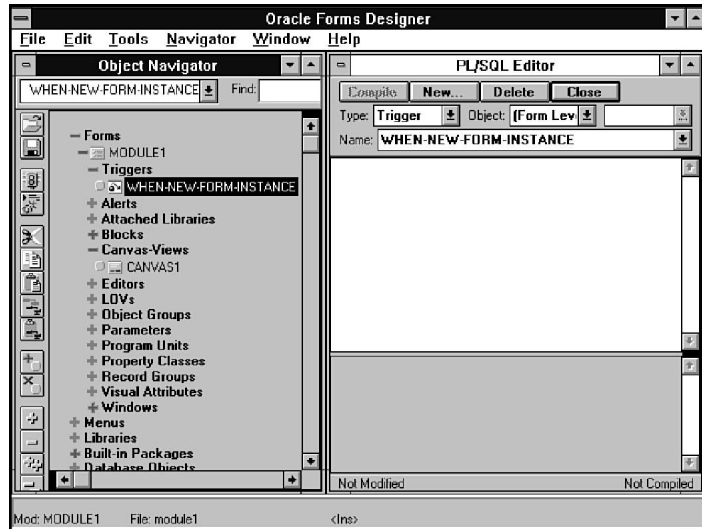 Oracle Forms Designer
File Edit Tools Navigator Window Help
Object Navigator
WHEN-NEW-FORM-INSTANCE Find:
Forms
MODULE1
Triggers
WHEN-NEW-FORM-INSTANCE
Alerts
Attached Libraries
Blocks
Canvas-Views
CANVAS1
Editors
LOVs
Object Groups
Parameters
Program Units
Property Classes
Record Groups
Visual Attributes
Windows
Menus
Libraries
Built-in Packages
Database Objects
PL/SQL Editor
Compile New... Delete Close
Type: Trigger Object: (Form Lev
Name: WHEN-NEW-FORM-INSTANCE
Not Modified Not Compiled
Mod: MODULE1 File: module1 <Ins>